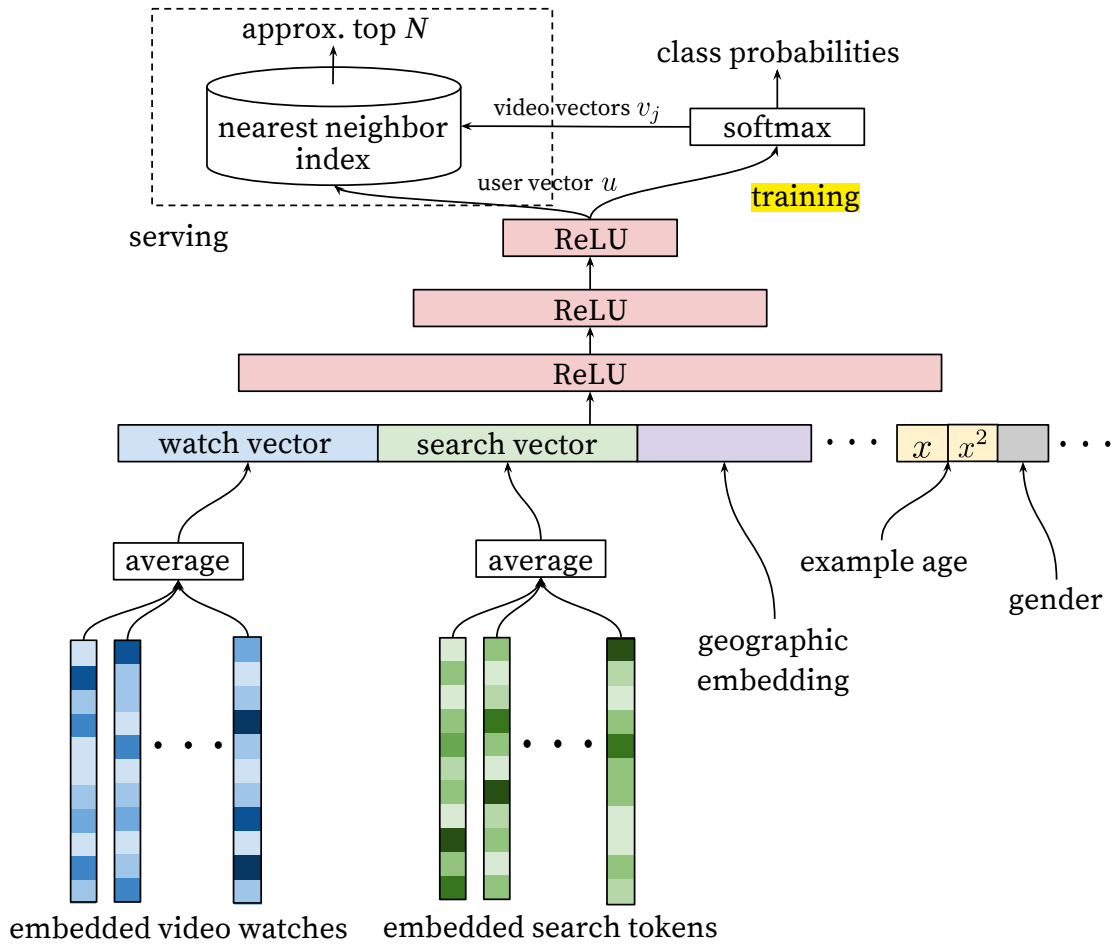 approx. top N
class probabilities
nearest neighbor
index
video vectors v_j
softmax
user vector u
training
serving
ReLU
ReLU
ReLU
watch vector
search vector
. . .
x
x²
. . .
average
average
example age
gender
geographic
embedding
. . .
. . .
embedded video watches
embedded search tokens